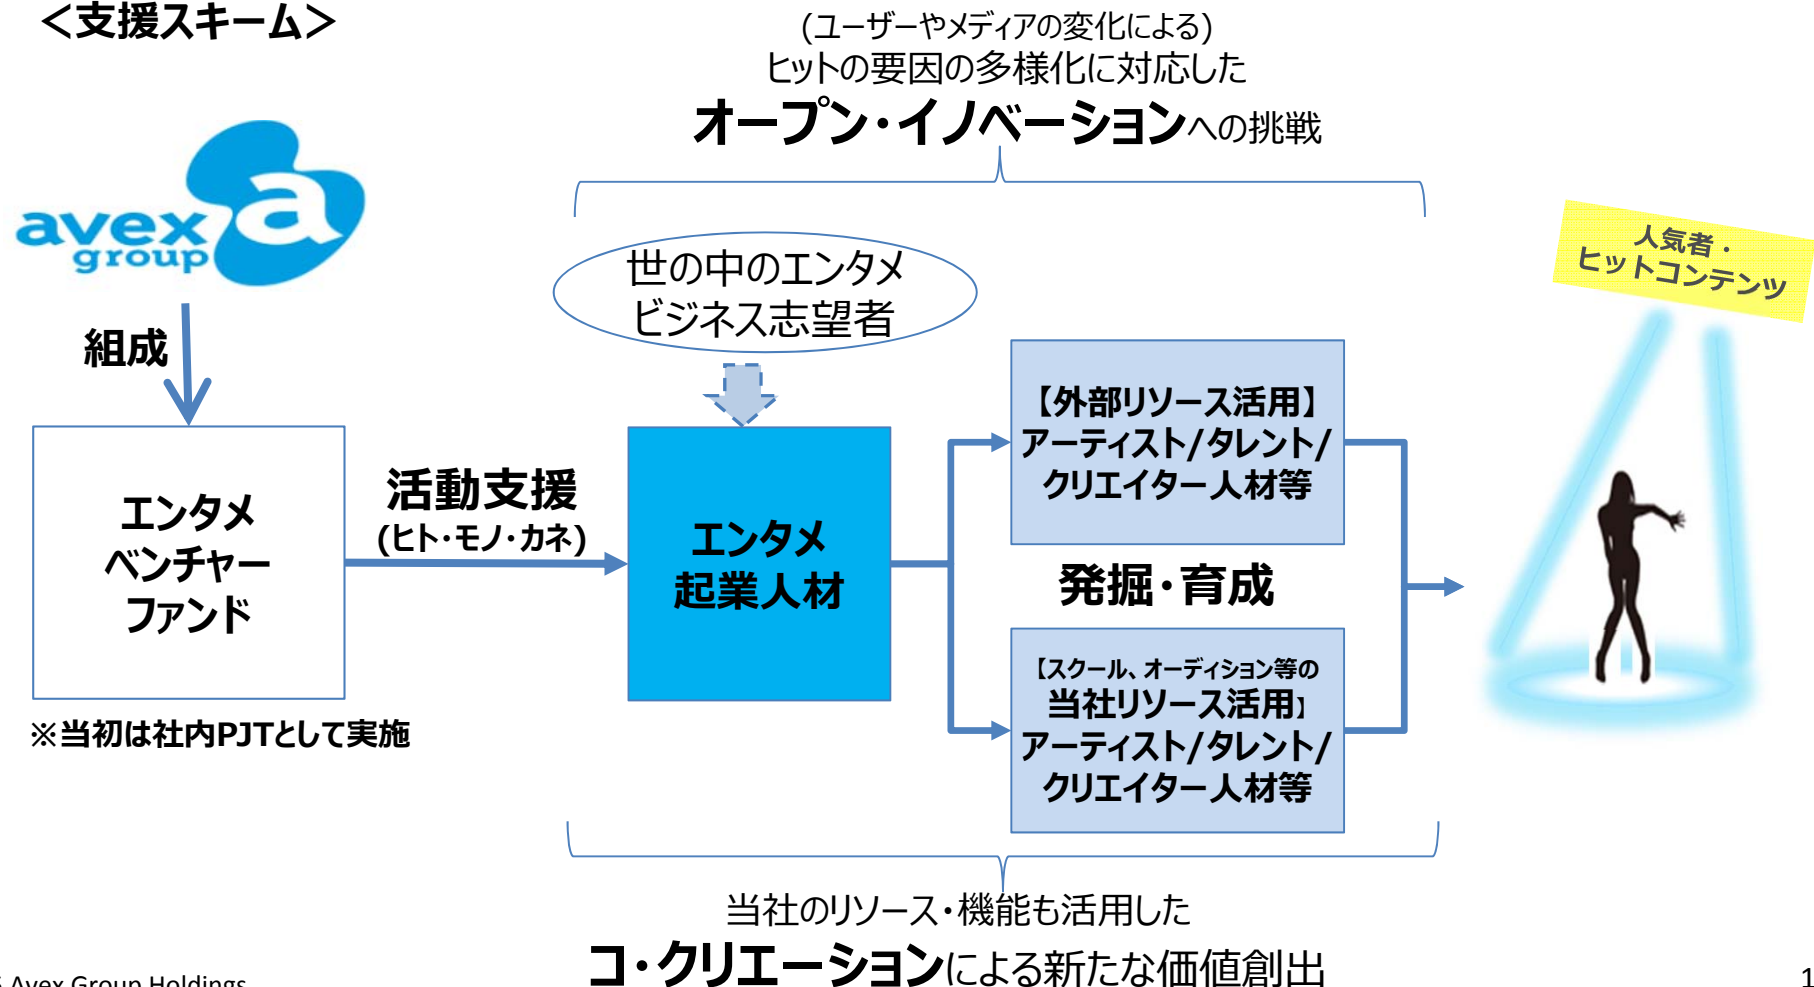 ＜支援スキーム＞
(ユーザーやメディアの変化による)
ヒットの要因の多様化に対応した
オープン・イノベーションへの挑戦
avex
group
a
組成
世の中のエンタメ
ビジネス志望者
人気者・
ヒットコンテンツ
エンタメ
ベンチャー
ファンド
※当初は社内PJTとして実施
活動支援
(ヒト・モノ・カネ)
エンタメ
起業人材
【外部リソース活用】
アーティスト/タレント/
クリエイター人材等
発掘・育成
【スクール、オーディション等の
当社リソース活用】
アーティスト/タレント/
クリエイター人材等
当社のリソース・機能も活用した
コ・クリエーションによる新たな価値創出
Avex Group Holdings
1